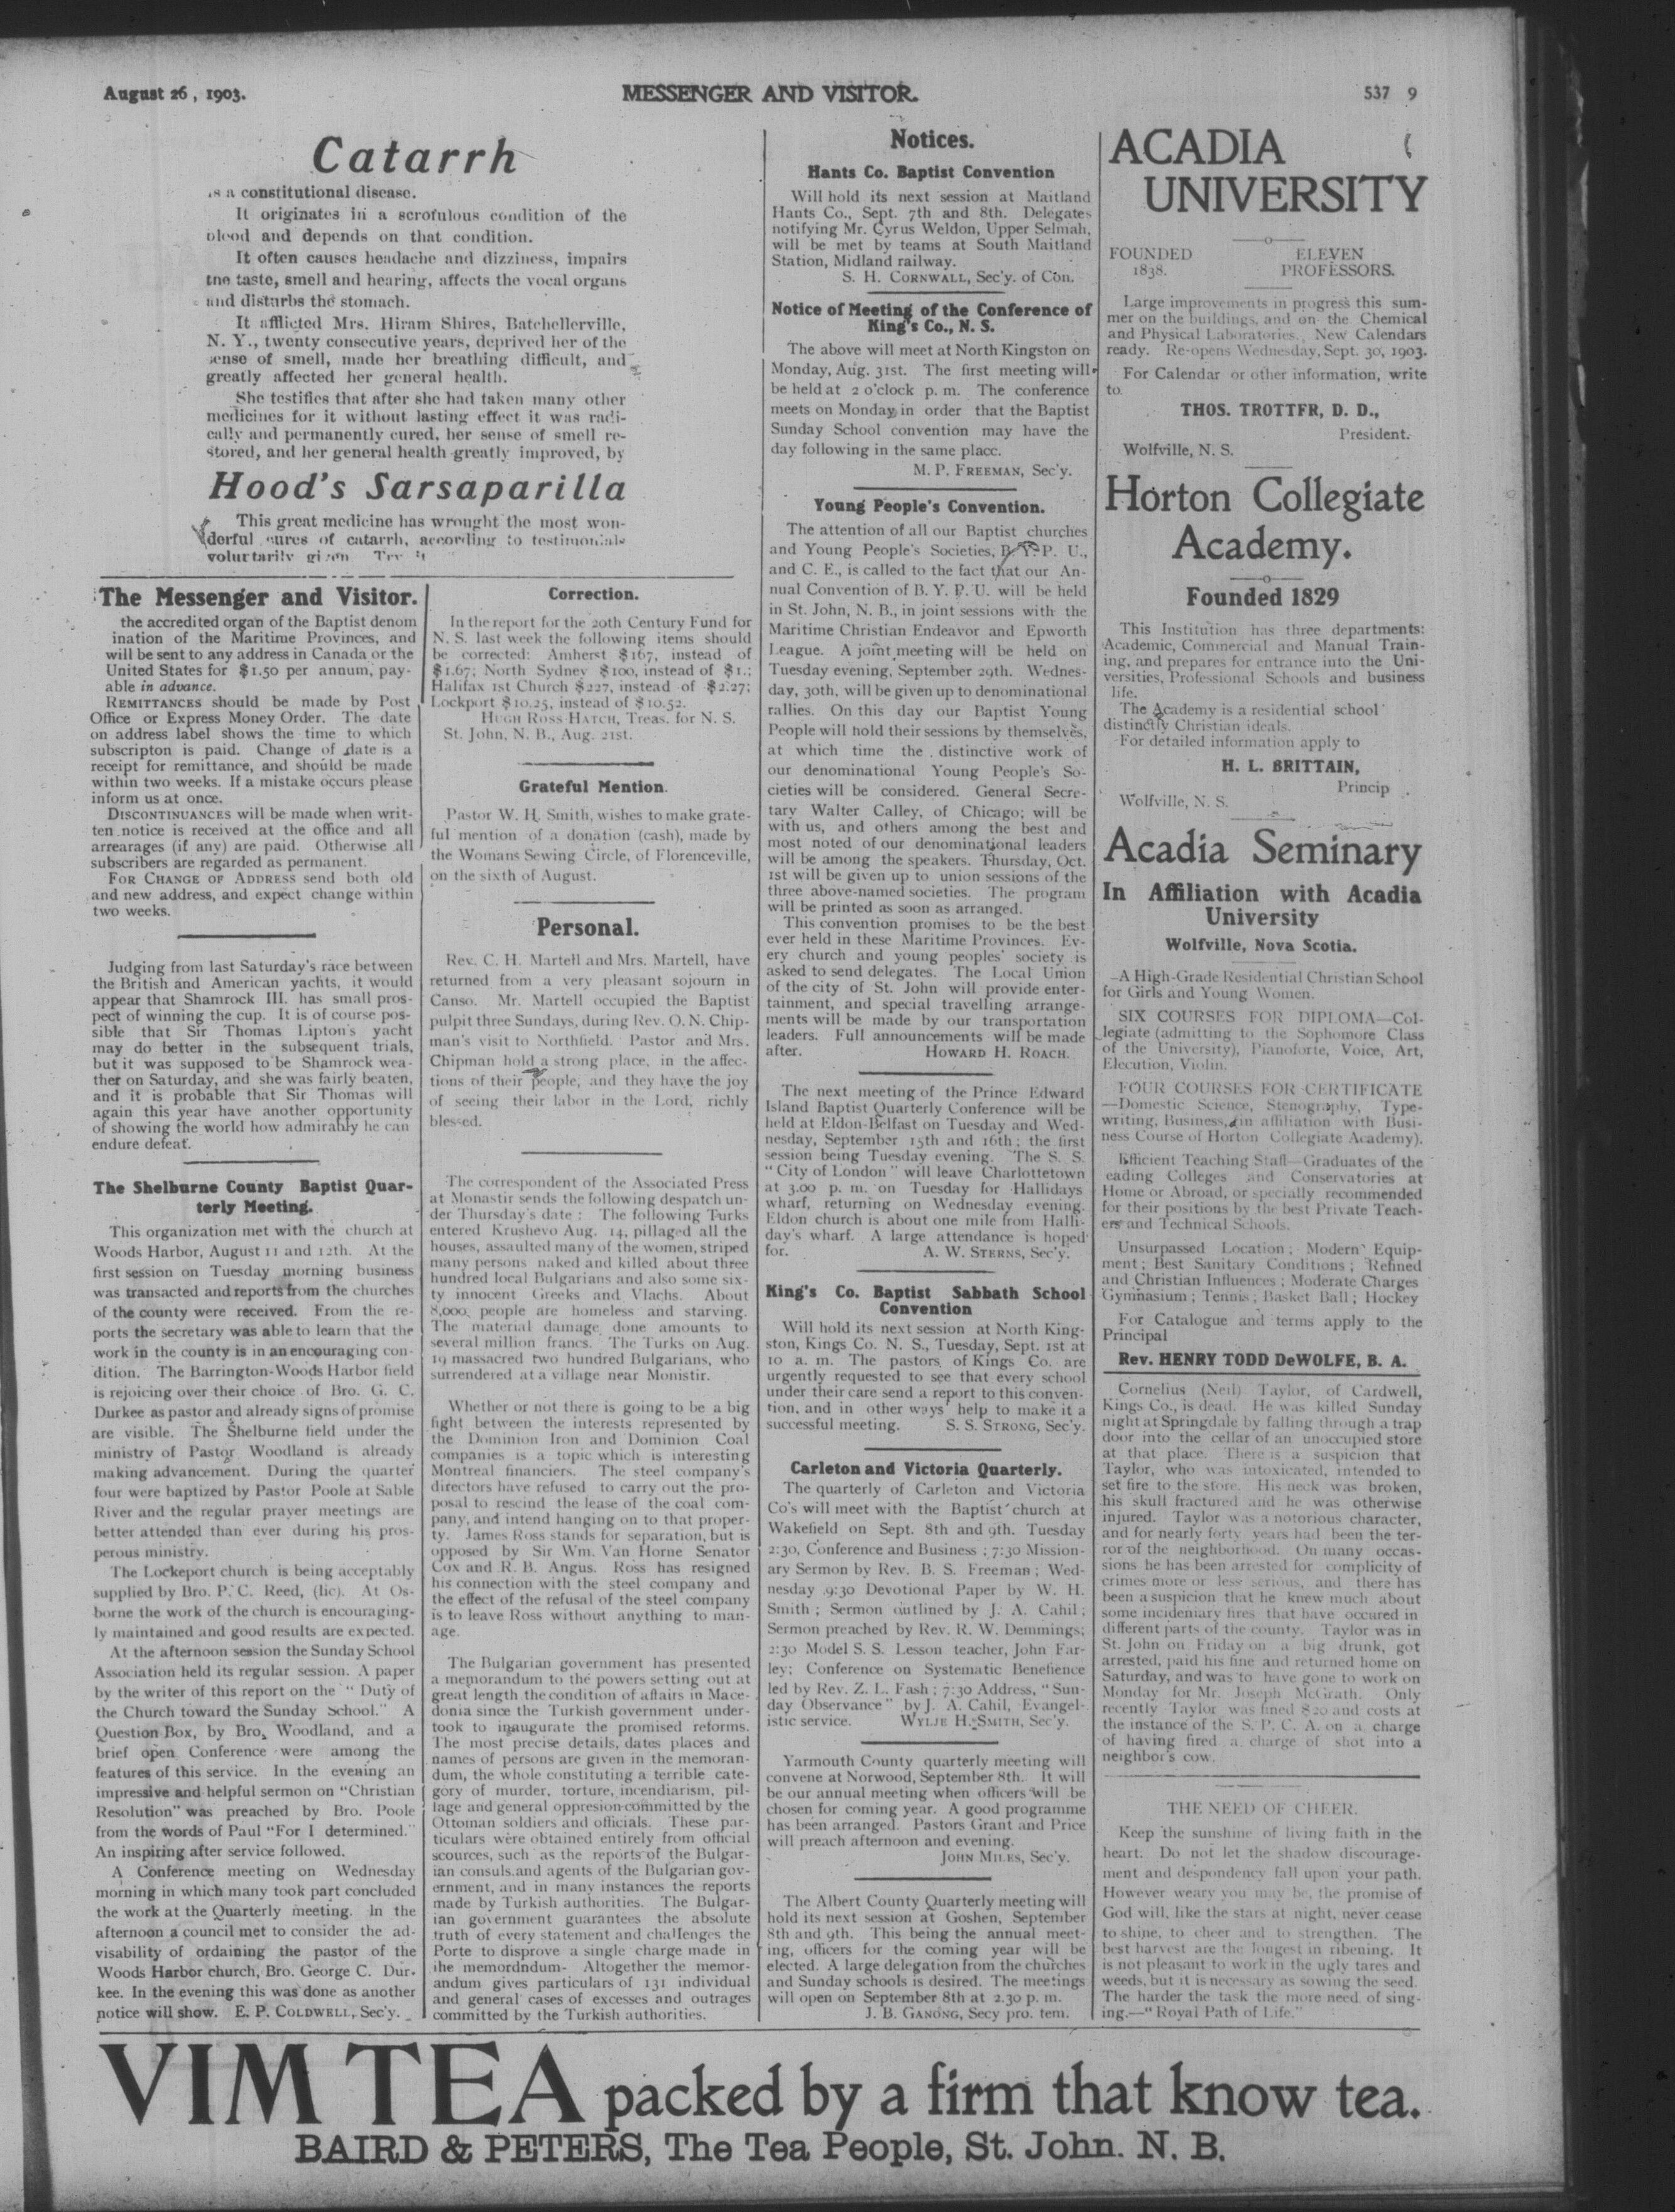 August 26, 1903.
MESSENGER AND VISITOR.
537 9
Catarrh
is a constitutional disease.
It originates in a scrofulous condition of the
blood and depends on that condition.
It often causes headache and dizziness, impairs
the taste, smell and hearing, affects the vocal organs
and disturbs the stomach.
It afflicted Mrs. Hiram Shires, Batchellerville,
N. Y., twenty consecutive years, deprived her of the
sense of smell, made her breathing difficult, and
greatly affected her general health.
She testifies that after she had taken many other
medicines for it without lasting effect it was radi-
cally and permanently cured, her sense of smell re-
stored, and her general health greatly improved, by
Hood's Sarsaparilla
This great medicine has wrought the most won-
derful cures of catarrh, according to testimonials
voluntarily given Try it
The Messenger and Visitor.
the accredited organ of the Baptist denom
ination of the Maritime Provinces, and
will be sent to any address in Canada or the
United States for $1.50 per annum, pay-
able in advance.
REMITTANCES should be made by Post
Office or Express Money Order. The date
on address label shows the time to which
subscripton is paid. Change of date is a
receipt for remittance, and should be made
within two weeks. If a mistake occurs please
inform us at once.
DISCONTINUANCES will be made when writ-
ten notice is received at the office and all
arrearages (if any) are paid. Otherwise all
subscribers are regarded as permanent.
FOR CHANGE OF ADDRESS send both old
and new address, and expect change within
two weeks.
Judging from last Saturday's race between
the British and American yachts, it would
appear that Shamrock III. has small pros-
pect of winning the cup. It is of course pos-
sible that Sir Thomas Lipton's yacht
may do better in the subsequent trials,
but it was supposed to be Shamrock wea-
ther on Saturday, and she was fairly beaten,
and it is probable that Sir Thomas will
again this year have another opportunity
of showing the world how admirably he can
endure defeat.
The Shelburne County Baptist Quar-
terly Meeting.
This organization met with the church at
Woods Harbor, August 11 and 12th. At the
first session on Tuesday morning business
was transacted and reports from the churches
of the county were received. From the re-
ports the secretary was able to learn that the
work in the county is in an encouraging con-
dition. The Barrington-Woods Harbor field
is rejoicing over their choice of Bro. G. C.
Durkee as pastor and already signs of promise
are visible. The Shelburne field under the
ministry of Pastor Woodland is already
making advancement. During the quarter
four were baptized by Pastor Poole at Sable
River and the regular prayer meetings are
better attended than ever during his pros-
perous ministry.
The Lockeport church is being acceptably
supplied by Bro. P. C. Reed, (lic). At Os-
borne the work of the church is encouraging-
ly maintained and good results are expected.
At the afternoon session the Sunday School
Association held its regular session. A paper
by the writer of this report on the "Duty of
the Church toward the Sunday School." A
Question Box, by Bro. Woodland, and a
brief open Conference were among the
features of this service. In the evening an
impressive and helpful sermon on "Christian
Resolution" was preached by Bro. Poole
from the words of Paul "For I determined."
An inspiring after service followed.
A Conference meeting on Wednesday
morning in which many took part concluded
the work at the Quarterly meeting. In the
afternoon a council met to consider the ad-
visability of ordaining the pastor of the
Woods Harbor church, Bro. George C. Dur-
kee. In the evening this was done as another
notice will show. E. P. COLDWELL, Sec'y.
Correction.
In the report for the 20th Century Fund for
N. S. last week the following items should
be corrected: Amherst $167, instead of
$1.67; North Sydney $100, instead of $1.;
Halifax 1st Church $227, instead of $2.27;
Lockport $10.25, instead of $10.52.
HUGH ROSS HATCH, Treas. for N. S.
St. John, N. B., Aug. 21st.
Grateful Mention.
Pastor W. H. Smith, wishes to make grate-
ful mention of a donation (cash), made by
the Womans Sewing Circle, of Florenceville,
on the sixth of August.
Personal.
Rev. C. H. Martell and Mrs. Martell, have
returned from a very pleasant sojourn in
Canso. Mr. Martell occupied the Baptist
pulpit three Sundays, during Rev. O. N. Chip-
man's visit to Northfield. Pastor and Mrs.
Chipman hold a strong place, in the affec-
tions of their people, and they have the joy
of seeing their labor in the Lord, richly
blessed.
The correspondent of the Associated Press
at Monastir sends the following despatch un-
der Thursday's date: The following Turks
entered Krushevo Aug. 14, pillaged all the
houses, assaulted many of the women, striped
many persons naked and killed about three
hundred local Bulgarians and also some six-
ty innocent Greeks and Vlachs. About
8,000 people are homeless and starving.
The material damage done amounts to
several million francs. The Turks on Aug.
19 massacred two hundred Bulgarians, who
surrendered at a village near Monistir.
Whether or not there is going to be a big
fight between the interests represented by
the Dominion Iron and Dominion Coal
companies is a topic which is interesting
Montreal financiers. The steel company's
directors have refused to carry out the pro-
posal to rescind the lease of the coal com-
pany, and intend hanging on to that proper-
ty. James Ross stands for separation, but is
opposed by Sir Wm. Van Horne Senator
Cox and R. B. Angus. Ross has resigned
his connection with the steel company and
the effect of the refusal of the steel company
is to leave Ross without anything to man-
age.
The Bulgarian government has presented
a memorandum to the powers setting out at
great length the condition of affairs in Mace-
donia since the Turkish government under-
took to inaugurate the promised reforms.
The most precise details, dates places and
names of persons are given in the memoran-
dum, the whole constituting a terrible cate-
gory of murder, torture, incendiarism, pil-
lage and general oppresion committed by the
Ottoman soldiers and officials. These par-
ticulars were obtained entirely from official
scources, such as the reports of the Bulgar-
ian consuls and agents of the Bulgarian gov-
ernment, and in many instances the reports
made by Turkish authorities. The Bulgar-
ian government guarantees the absolute
truth of every statement and challenges the
Porte to disprove a single charge made in
the memordndum- Altogether the memor-
andum gives particulars of 131 individual
and general cases of excesses and outrages
committed by the Turkish authorities.
Notices.
Hants Co. Baptist Convention
Will hold its next session at Maitland
Hants Co., Sept. 7th and 8th. Delegates
notifying Mr. Cyrus Weldon, Upper Selmah,
will be met by teams at South Maitland
Station, Midland railway.
S. H. CORNWALL, Sec'y. of Con.
Notice of Meeting of the Conference of
King's Co., N. S.
The above will meet at North Kingston on
Monday, Aug. 31st. The first meeting will
be held at 2 o'clock p. m. The conference
meets on Monday in order that the Baptist
Sunday School convention may have the
day following in the same place.
M. P. FREEMAN, Sec'y.
Young People's Convention.
The attention of all our Baptist churches
and Young People's Societies, B. Y. P. U.,
and C. E., is called to the fact that our An-
nual Convention of B. Y. P. U. will be held
in St. John, N. B., in joint sessions with the
Maritime Christian Endeavor and Epworth
League. A joint meeting will be held on
Tuesday evening, September 29th. Wednes-
day, 30th, will be given up to denominational
rallies. On this day our Baptist Young
People will hold their sessions by themselves,
at which time the distinctive work of
our denominational Young People's So-
cieties will be considered. General Secre-
tary Walter Calley, of Chicago; will be
with us, and others among the best and
most noted of our denominational leaders
will be among the speakers. Thursday, Oct.
1st will be given up to union sessions of the
three above-named societies. The program
will be printed as soon as arranged.
This convention promises to be the best
ever held in these Maritime Provinces. Ev-
ery church and young peoples' society is
asked to send delegates. The Local Union
of the city of St. John will provide enter-
tainment, and special travelling arrange-
ments will be made by our transportation
leaders. Full announcements will be made
after. HOWARD H. ROACH.
The next meeting of the Prince Edward
Island Baptist Quarterly Conference will be
held at Eldon-Belfast on Tuesday and Wed-
nesday, September 15th and 16th; the first
session being Tuesday evening. The S. S.
"City of London" will leave Charlottetown
at 3.00 p. m. on Tuesday for Hallidays
wharf, returning on Wednesday evening.
Eldon church is about one mile from Halli-
day's wharf. A large attendance is hoped
for. A. W. STERNS, Sec'y.
King's Co. Baptist Sabbath School
Convention
Will hold its next session at North King-
ston, Kings Co. N. S., Tuesday, Sept. 1st at
10 a. m. The pastors of Kings Co. are
urgently requested to see that every school
under their care send a report to this conven-
tion, and in other ways help to make it a
successful meeting. S. S. STRONG, Sec'y.
Carleton and Victoria Quarterly.
The quarterly of Carleton and Victoria
Co's will meet with the Baptist church at
Wakefield on Sept. 8th and 9th. Tuesday
2:30, Conference and Business; 7:30 Mission-
ary Sermon by Rev. B. S. Freeman; Wed-
nesday 9:30 Devotional Paper by W. H.
Smith; Sermon outlined by J. A. Cahil;
Sermon preached by Rev. R. W. Demmings;
2:30 Model S. S. Lesson teacher, John Far-
ley; Conference on Systematic Benefience
led by Rev. Z. L. Fash; 7:30 Address, "Sun-
day Observance" by J. A. Cahil, Evangel-
istic service. WYLIE H. SMITH, Sec'y.
Yarmouth County quarterly meeting will
convene at Norwood, September 8th. It will
be our annual meeting when officers will be
chosen for coming year. A good programme
has been arranged. Pastors Grant and Price
will preach afternoon and evening.
JOHN MILES, Sec'y.
The Albert County Quarterly meeting will
hold its next session at Goshen, September
8th and 9th. This being the annual meet-
ing, officers for the coming year will be
elected. A large delegation from the churches
and Sunday schools is desired. The meetings
will open on September 8th at 2.30 p. m.
J. B. GANONG, Secy pro. tem.
ACADIA
UNIVERSITY
FOUNDED
1838.
ELEVEN
PROFESSORS.
Large improvements in progress this sum-
mer on the buildings, and on the Chemical
and Physical Laboratories. New Calendars
ready. Re-opens Wednesday, Sept. 30, 1903.
For Calendar or other information, write
to
THOS. TROTTFR, D. D.,
President.
Wolfville, N. S.
Horton Collegiate
Academy.
Founded 1829
This Institution has three departments:
Academic, Commercial and Manual Train-
ing, and prepares for entrance into the Uni-
versities, Professional Schools and business
life.
The Academy is a residential school
distinctly Christian ideals.
For detailed information apply to
H. L. BRITTAIN,
Princip
Wolfville, N. S.
Acadia Seminary
In Affiliation with Acadia
University
Wolfville, Nova Scotia.
A High-Grade Residential Christian School
for Girls and Young Women.
SIX COURSES FOR DIPLOMA—Col-
legiate (admitting to the Sophomore Class
of the University), Pianoforte, Voice, Art,
Elecution, Violin.
FOUR COURSES FOR CERTIFICATE
—Domestic Science, Stenography, Type-
writing, Business, (in affiliation with Busi-
ness Course of Horton Collegiate Academy).
Efficient Teaching Staff—Graduates of the
eading Colleges and Conservatories at
Home or Abroad, or specially recommended
for their positions by the best Private Teach-
ers and Technical Schools.
Unsurpassed Location; Modern Equip-
ment; Best Sanitary Conditions; Refined
and Christian Influences; Moderate Charges
Gymnasium; Tennis; Basket Ball; Hockey
For Catalogue and terms apply to the
Principal
Rev. HENRY TODD DeWOLFE, B. A.
Cornelius (Neil) Taylor, of Cardwell,
Kings Co., is dead. He was killed Sunday
night at Springdale by falling through a trap
door into the cellar of an unoccupied store
at that place. There is a suspicion that
Taylor, who was intoxicated, intended to
set fire to the store. His neck was broken,
his skull fractured and he was otherwise
injured. Taylor was a notorious character,
and for nearly forty years had been the ter-
ror of the neighborhood. On many occas-
sions he has been arrested for complicity of
crimes more or less serious, and there has
been a suspicion that he knew much about
some incideniary fires that have occured in
different parts of the county. Taylor was in
St. John on Friday on a big drunk, got
arrested, paid his fine and returned home on
Saturday, and was to have gone to work on
Monday for Mr. Joseph McGrath. Only
recently Taylor was fined $20 and costs at
the instance of the S. P. C. A. on a charge
of having fired a charge of shot into a
neighbor's cow.
THE NEED OF CHEER.
Keep the sunshine of living faith in the
heart. Do not let the shadow discourage-
ment and despondency fall upon your path.
However weary you may be, the promise of
God will, like the stars at night, never cease
to shine, to cheer and to strengthen. The
best harvest are the longest in ribening. It
is not pleasant to work in the ugly tares and
weeds, but it is necessary as sowing the seed.
The harder the task the more need of sing-
ing.—"Royal Path of Life."
VIM TEA packed by a firm that know tea.
BAIRD & PETERS, The Tea People, St. John. N. B.